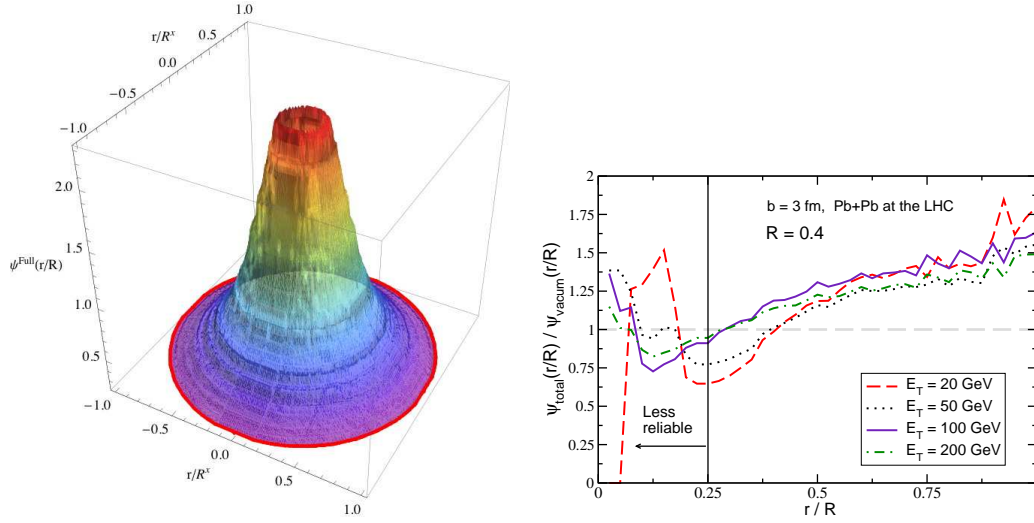 1.0
r/R^x
0.5
0.0
−0.5
−1.0
2.0
1.5
ψ^Full(r/R)
1.0
0.5
−1.0
−0.5
0.0
r/R^x
0.5
1.0
2
1.75
1.5
1.25
1
0.75
0.5
0.25
0
ψ_total(r/R) / ψ_vacum(r/R)
b = 3 fm, Pb+Pb at the LHC
R = 0.4
Less
reliable
E_T = 20 GeV
E_T = 50 GeV
E_T = 100 GeV
E_T = 200 GeV
0 0.25 0.5 0.75
r / R